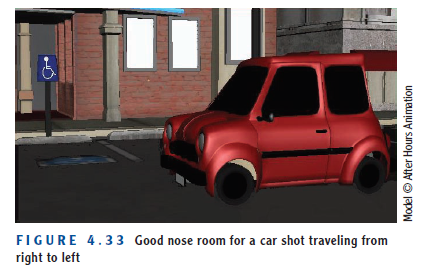 Model © After Hours Animation
FIGURE 4.33 Good nose room for a car shot traveling from
right to left